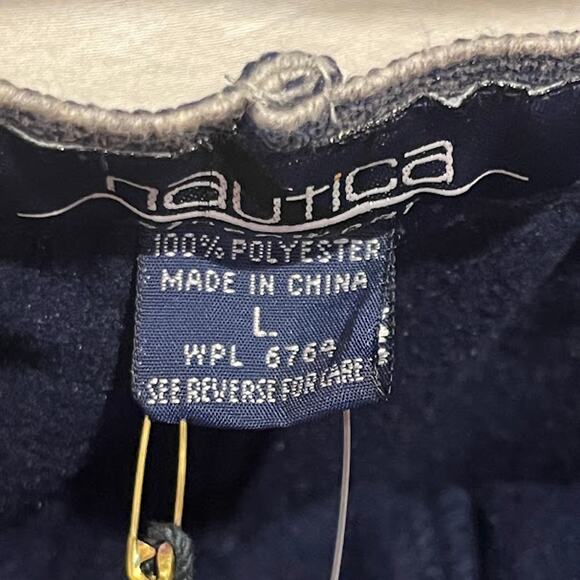 nautica
100% POLYESTER
MADE IN CHINA
L
WPL 6764
SEE REVERSE FOR CARE